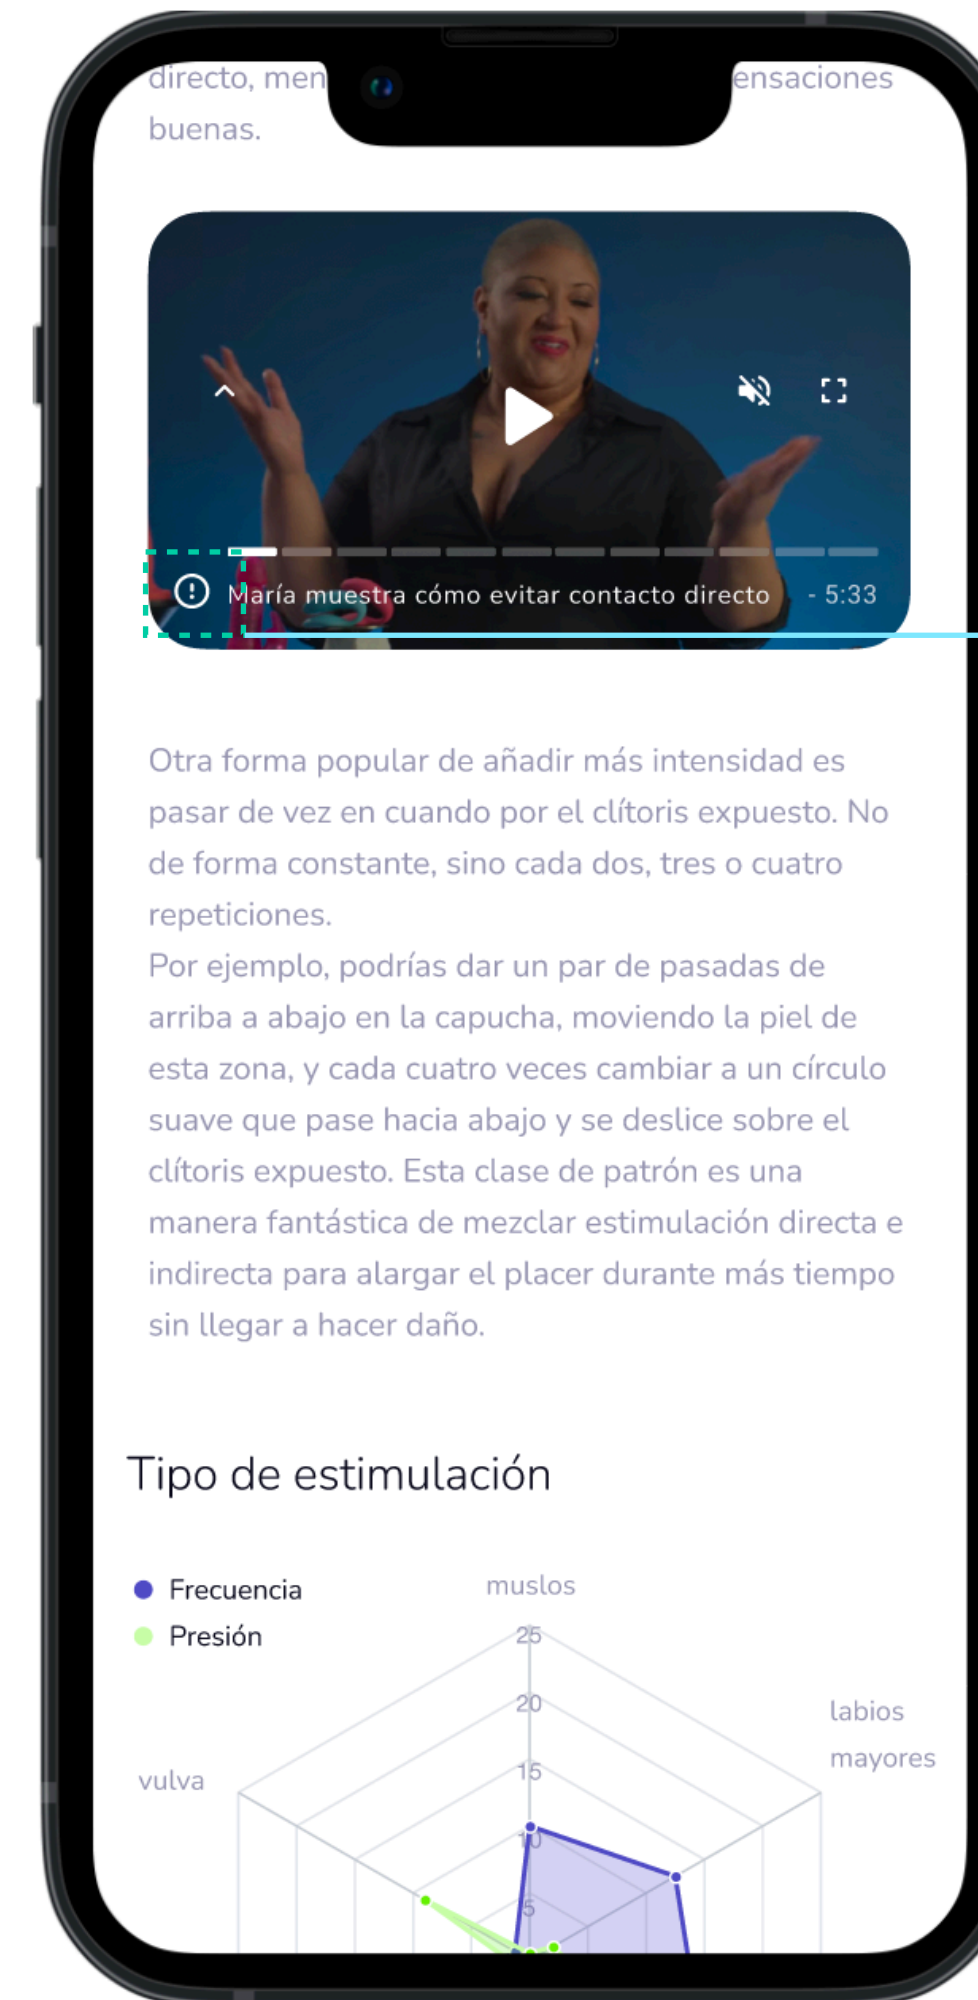 directo, men
ensaciones
buenas.
María muestra cómo evitar contacto directo - 5:33
Otra forma popular de añadir más intensidad es
pasar de vez en cuando por el clítoris expuesto. No
de forma constante, sino cada dos, tres o cuatro
repeticiones.
Por ejemplo, podrías dar un par de pasadas de
arriba a abajo en la capucha, moviendo la piel de
esta zona, y cada cuatro veces cambiar a un círculo
suave que pase hacia abajo y se deslice sobre el
clítoris expuesto. Esta clase de patrón es una
manera fantástica de mezclar estimulación directa e
indirecta para alargar el placer durante más tiempo
sin llegar a hacer daño.
Tipo de estimulación
Frecuencia
Presión
muslos
25
20
15
10
5
labios
mayores
vulva